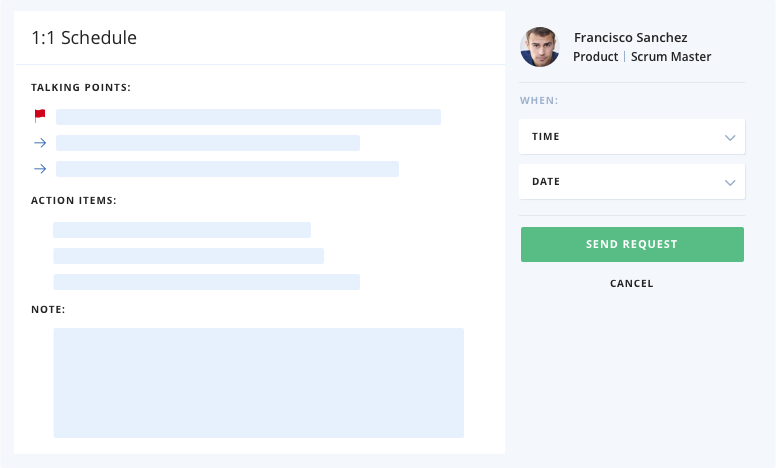 1:1 Schedule
TALKING POINTS:
ACTION ITEMS:
NOTE:
Francisco Sanchez
Product | Scrum Master
WHEN:
TIME
DATE
SEND REQUEST
CANCEL